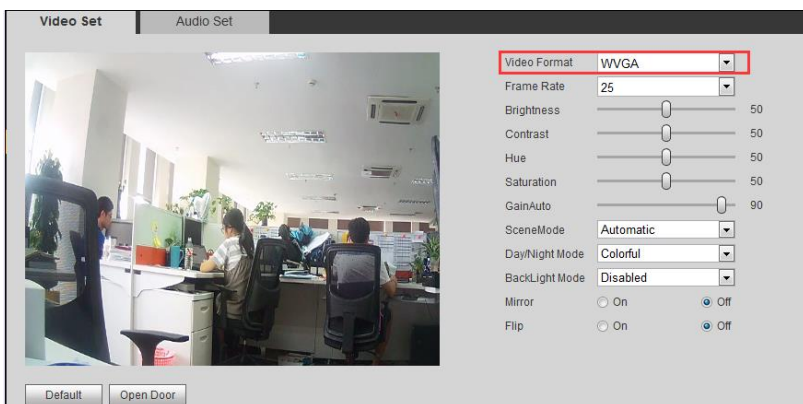 Video Set
Audio Set
Video Format WVGA
Frame Rate 25
Brightness 50
Contrast 50
Hue 50
Saturation 50
GainAuto 90
SceneMode Automatic
Day/Night Mode Colorful
BackLight Mode Disabled
Mirror On Off
Flip On Off
Default
Open Door